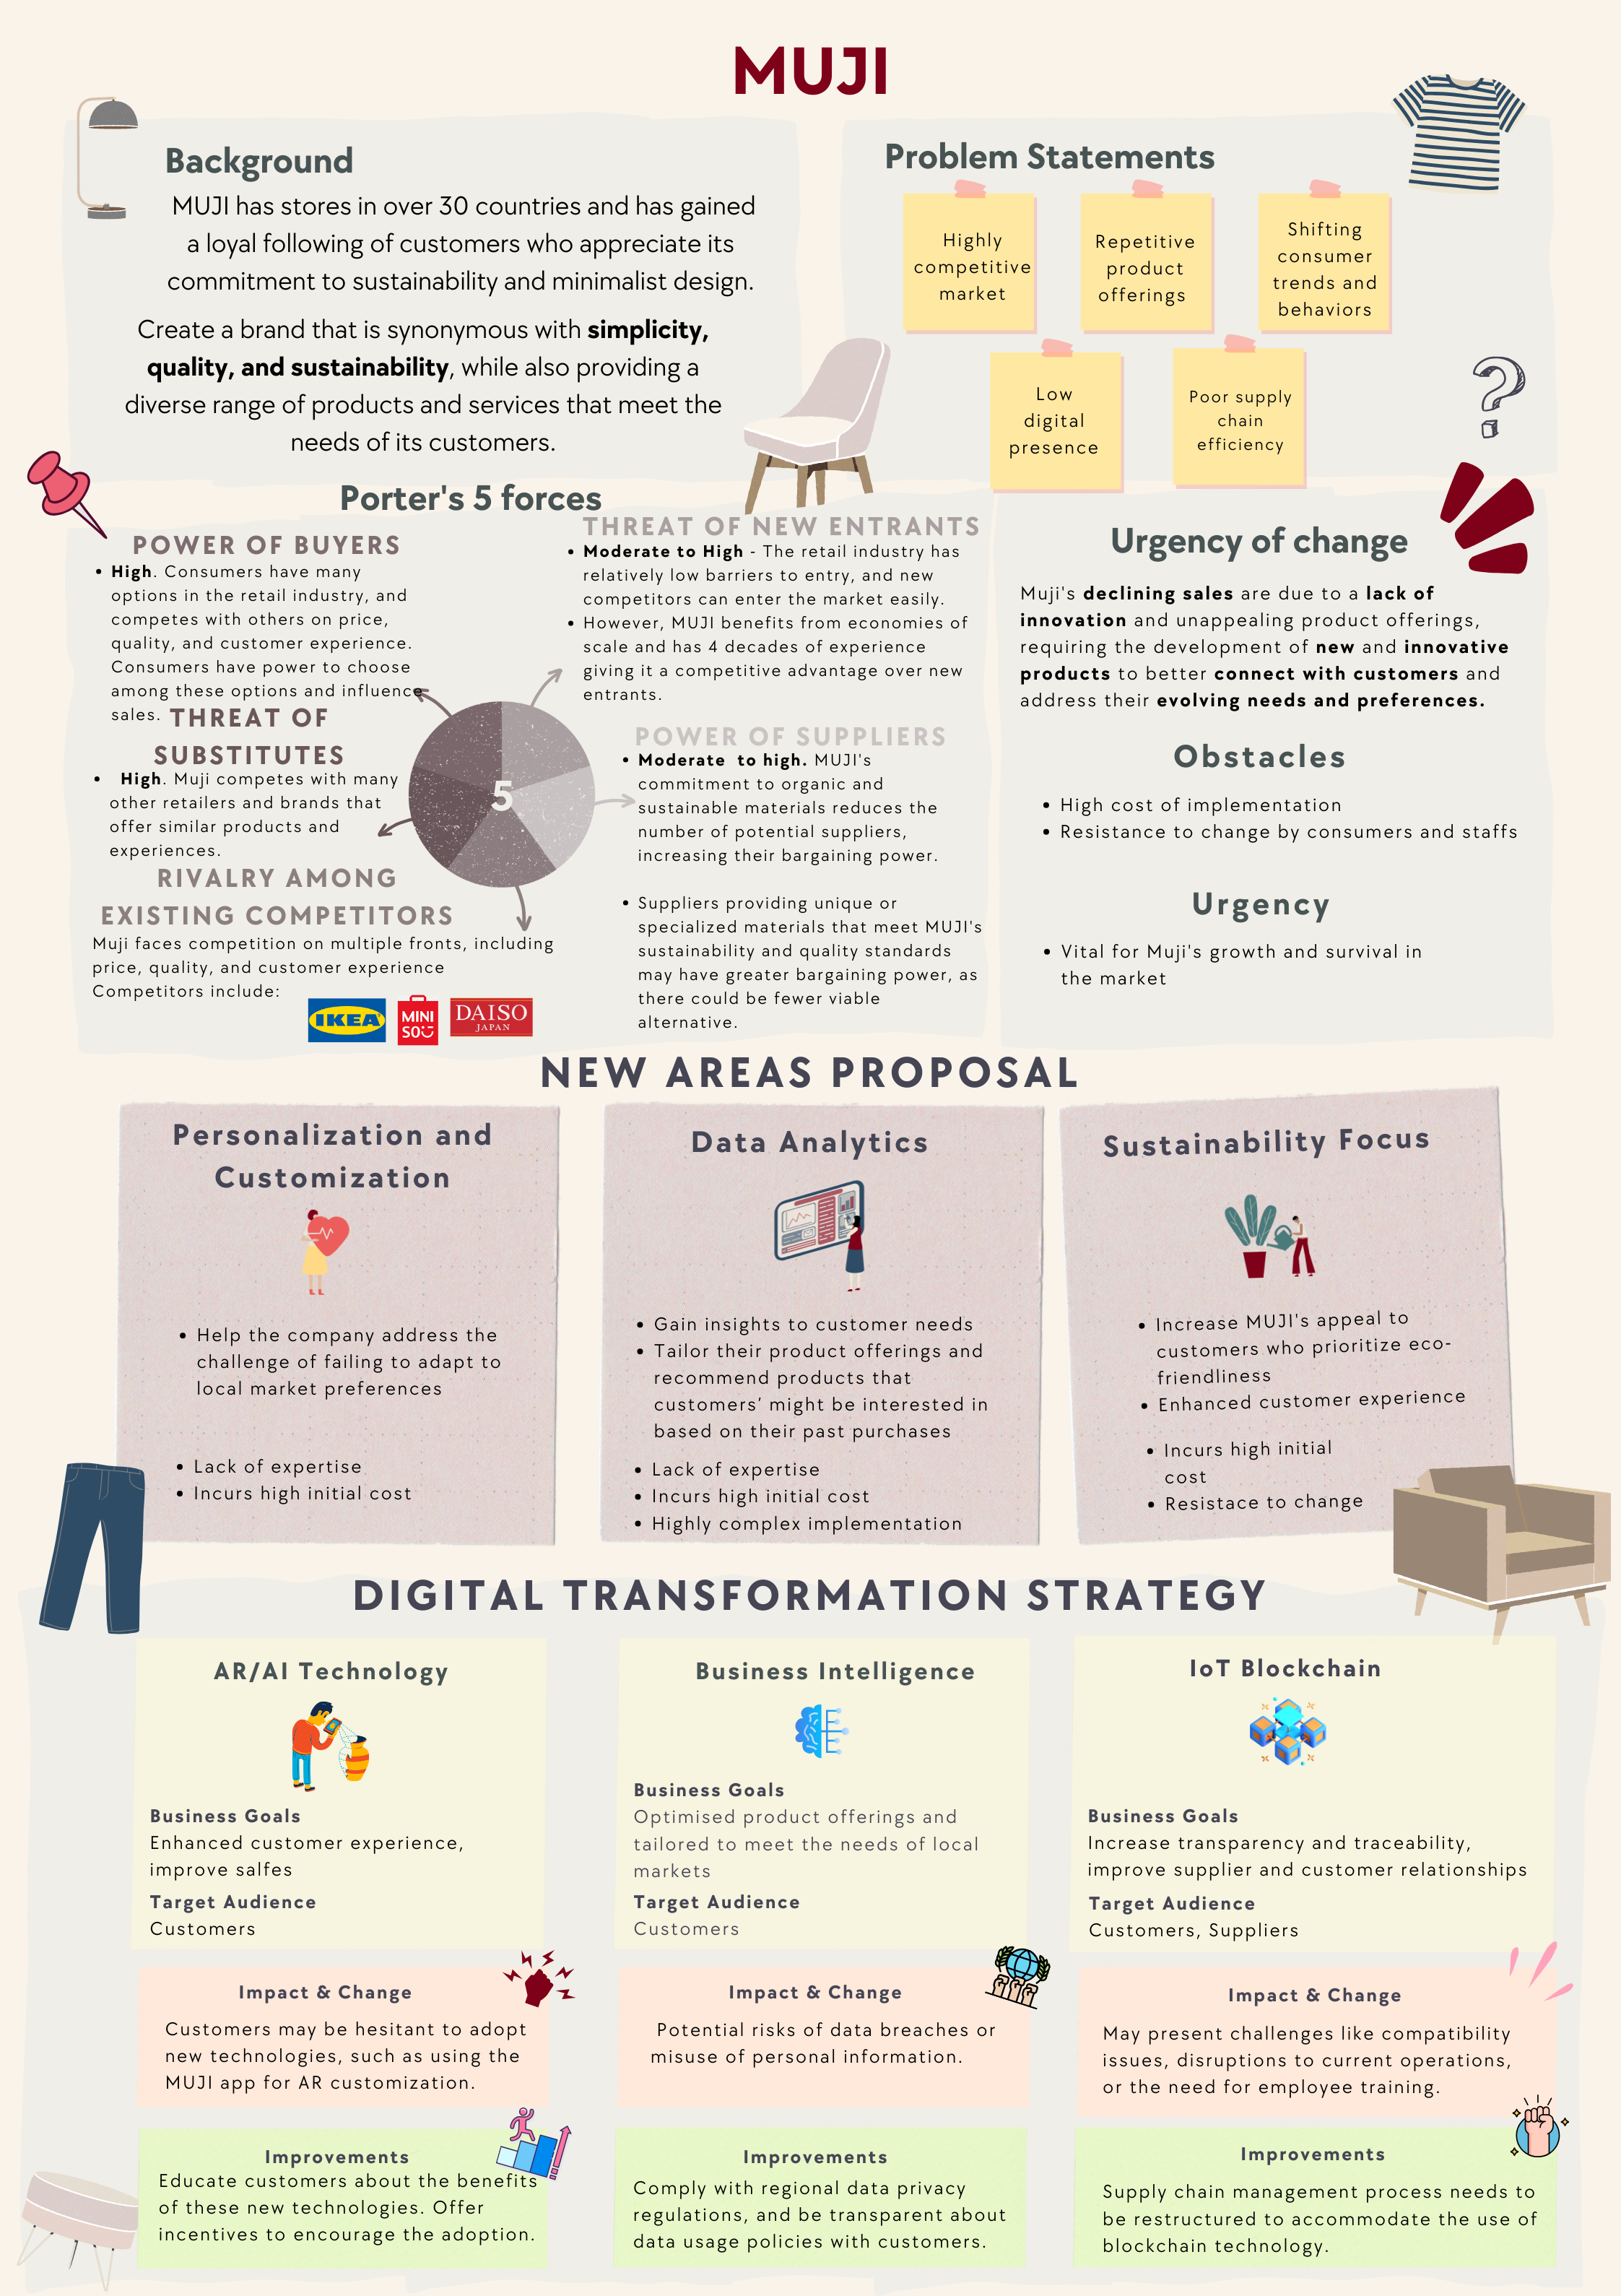 MUJI
Background
MUJI has stores in over 30 countries and has gained
a loyal following of customers who appreciate its
commitment to sustainability and minimalist design.
Create a brand that is synonymous with simplicity,
quality, and sustainability, while also providing a
diverse range of products and services that meet the
needs of its customers.
Problem Statements
Highly
competitive
market
Repetitive
product
offerings
Shifting
consumer
trends and
behaviors
Low
digital
presence
Poor supply
chain
efficiency
Porter's 5 forces
POWER OF BUYERS
• High. Consumers have many
options in the retail industry, and
competes with others on price,
quality, and customer experience.
Consumers have power to choose
among these options and influence
sales.
THREAT OF
SUBSTITUTES
• High. Muji competes with many
other retailers and brands that
offer similar products and
experiences.
RIVALRY AMONG
EXISTING COMPETITORS
Muji faces competition on multiple fronts, including
price, quality, and customer experience
Competitors include:
IKEA
MINI
SO
DAISO
JAPAN
5
THREAT OF NEW ENTRANTS
• Moderate to High - The retail industry has
relatively low barriers to entry, and new
competitors can enter the market easily.
• However, MUJI benefits from economies of
scale and has 4 decades of experience
giving it a competitive advantage over new
entrants.
POWER OF SUPPLIERS
• Moderate to high. MUJI's
commitment to organic and
sustainable materials reduces the
number of potential suppliers,
increasing their bargaining power.
• Suppliers providing unique or
specialized materials that meet MUJI's
sustainability and quality standards
may have greater bargaining power, as
there could be fewer viable
alternative.
Urgency of change
Muji's declining sales are due to a lack of
innovation and unappealing product offerings,
requiring the development of new and innovative
products to better connect with customers and
address their evolving needs and preferences.
Obstacles
• High cost of implementation
• Resistance to change by consumers and staffs
Urgency
• Vital for Muji's growth and survival in
the market
NEW AREAS PROPOSAL
Personalization and
Customization
• Help the company address the
challenge of failing to adapt to
local market preferences
• Lack of expertise
• Incurs high initial cost
Data Analytics
• Gain insights to customer needs
• Tailor their product offerings and
recommend products that
customers' might be interested in
based on their past purchases
• Lack of expertise
• Incurs high initial cost
• Highly complex implementation
Sustainability Focus
• Increase MUJI's appeal to
customers who prioritize eco-
friendliness
• Enhanced customer experience
• Incurs high initial
cost
• Resistace to change
DIGITAL TRANSFORMATION STRATEGY
AR/AI Technology
Business Goals
Enhanced customer experience,
improve salfes
Target Audience
Customers
Impact & Change
Customers may be hesitant to adopt
new technologies, such as using the
MUJI app for AR customization.
Improvements
Educate customers about the benefits
of these new technologies. Offer
incentives to encourage the adoption.
Business Intelligence
Business Goals
Optimised product offerings and
tailored to meet the needs of local
markets
Target Audience
Customers
Impact & Change
Potential risks of data breaches or
misuse of personal information.
Improvements
Comply with regional data privacy
regulations, and be transparent about
data usage policies with customers.
IoT Blockchain
Business Goals
Increase transparency and traceability,
improve supplier and customer relationships
Target Audience
Customers, Suppliers
Impact & Change
May present challenges like compatibility
issues, disruptions to current operations,
or the need for employee training.
Improvements
Supply chain management process needs to
be restructured to accommodate the use of
blockchain technology.